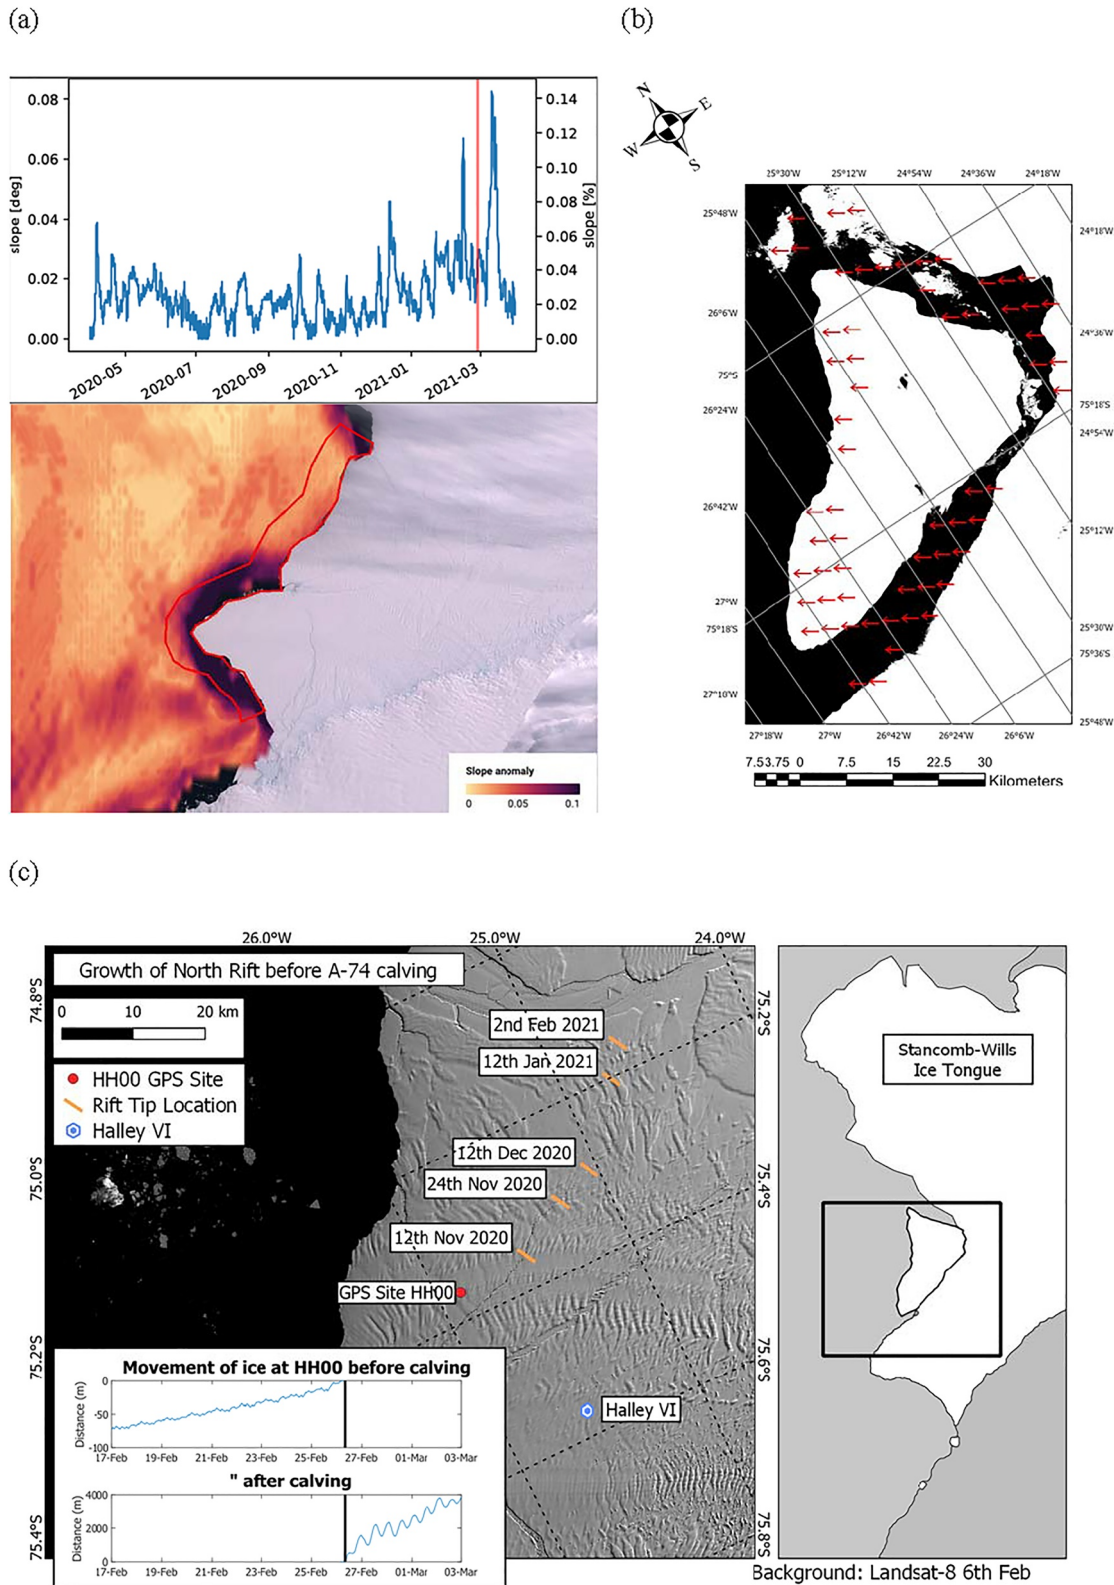 (a)
0.08
0.06
0.04
0.02
0.00
slope [deg]
0.14
0.12
0.10
0.08
0.06
0.04
0.02
0.00
slope [%]
2020-05
2020-07
2020-09
2020-11
2021-01
2021-03
Slope anomaly
0 0.05 0.1
(b)
N
E
W
S
25°30'W 25°12'W 24°54'W 24°36'W 24°18'W
25°48'W
26°6'W
75°S
26°24'W
26°42'W
27°W
75°18'S
27°10'W
24°18'W
24°36'W
75°18'S
24°54'W
25°12'W
25°30'W
75°36'S
25°48'W
27°18'W 27°W 26°42'W 26°24'W 26°6'W
7.5 3.75 0 7.5 15 22.5 30
Kilometers
(c)
26.0°W 25.0°W 24.0°W
Growth of North Rift before A-74 calving
0 10 20 km
HH00 GPS Site
Rift Tip Location
Halley VI
74.8°S
75.0°S
75.2°S
75.4°S
75.2°S
75.4°S
75.6°S
75.8°S
2nd Feb 2021
12th Jan 2021
12th Dec 2020
24th Nov 2020
12th Nov 2020
GPS Site HH00
Halley VI
Movement of ice at HH00 before calving
Distance (m)
0
-50
-100
17-Feb 19-Feb 21-Feb 23-Feb 25-Feb 27-Feb 01-Mar 03-Mar
" after calving
Distance (m)
4000
2000
0
17-Feb 19-Feb 21-Feb 23-Feb 25-Feb 27-Feb 01-Mar 03-Mar
Stancomb-Wills
Ice Tongue
Background: Landsat-8 6th Feb